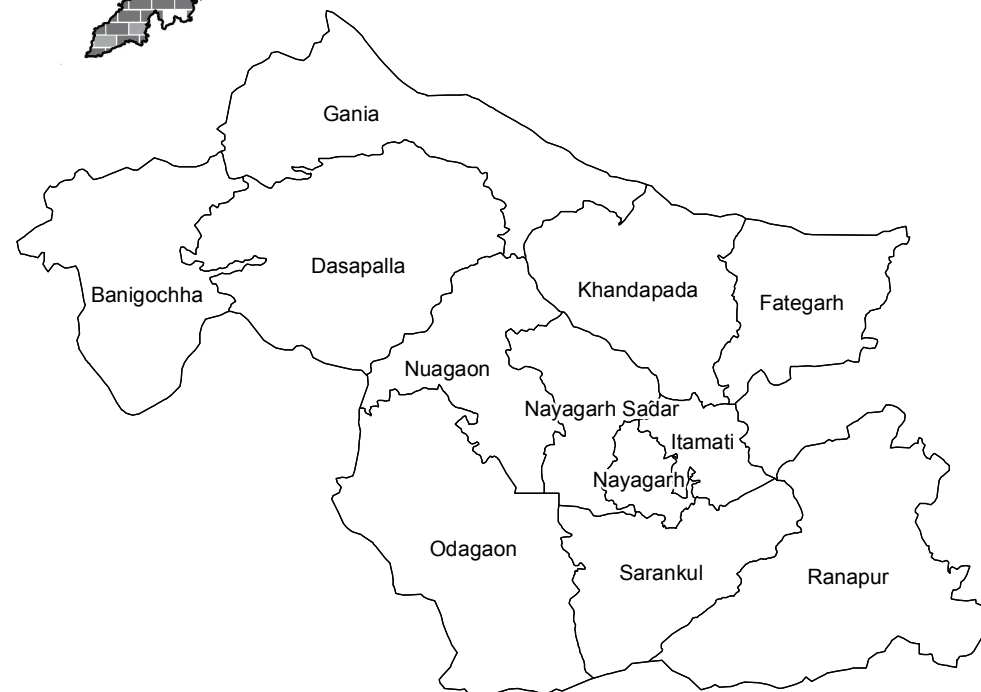 Gania
Dasapalla
Banigochha
Khandapada
Fategarh
Nuagaon
Nayagarh Sadar
Itamati
Nayagarh
Odagaon
Sarankul
Ranapur